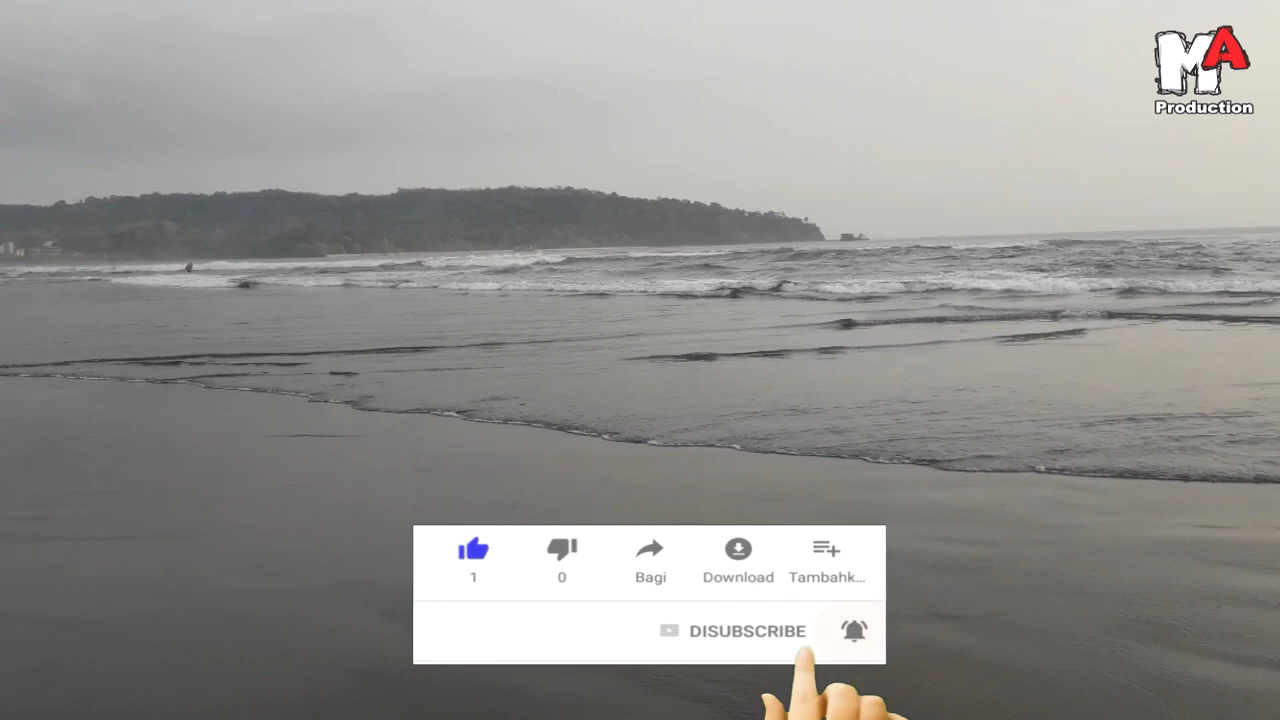 MA
Production
1
0
Bagi
Download
Tambahk...
DISUBSCRIBE